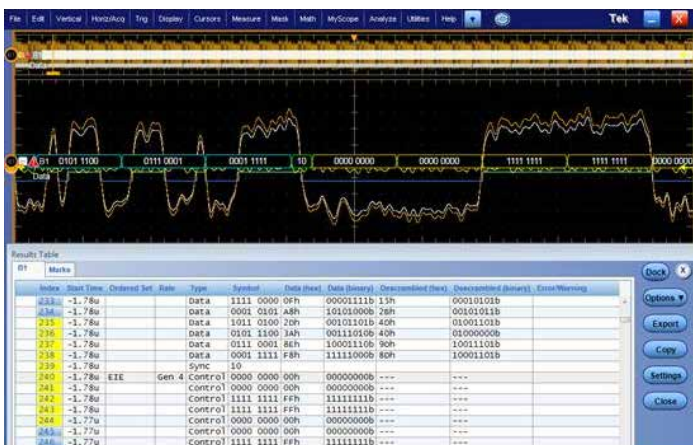 File Edit Vertical Horiz/Acq Trig Display Cursors Measure Mask Math MyScope Analyze Utilities Help Tek
B1 0101 1100 0111 0001 0001 1111 10 0000 0000 0000 0000 1111 1111 1111 1111 0000 0000
Data
Results Table
Marks
Index Start Time Ordered Set Rate Type Symbol Data (hex) Data (binary) Descrambled (hex) Descrambled (binary) Error/Warning
233 -1.78u Data 1111 0000 0Fh 00001111b 15h 00010101b
234 -1.78u Data 0001 0101 A8h 10101000b 00101011b
235 -1.78u Data 1011 0100 2Dh 00101101b 01001101b
236 -1.78u Data 0101 1100 3Ah 00111010b 40h 01000000b
237 -1.78u Data 0111 0001 8Eh 10001110b 10011101b
238 -1.78u Data 0001 1111 F8h 11111000b 8Dh 10001101b
239 -1.78u Sync 10
240 -1.78u EIE Gen 4 Control 0000 0000 00h 00000000b --- ---
241 -1.78u Control 0000 0000 00h 00000000b --- ---
242 -1.78u Control 1111 1111 FFh 11111111b --- ---
243 -1.78u Control 1111 1111 FFh 11111111b --- ---
244 -1.77u Control 0000 0000 00h 00000000b --- ---
245 -1.77u Control 0000 0000 00h 00000000b --- ---
246 -1.77u Control 1111 1111 FFh 11111111b --- ---
Dock X
Options
Export
Copy
Settings
Close